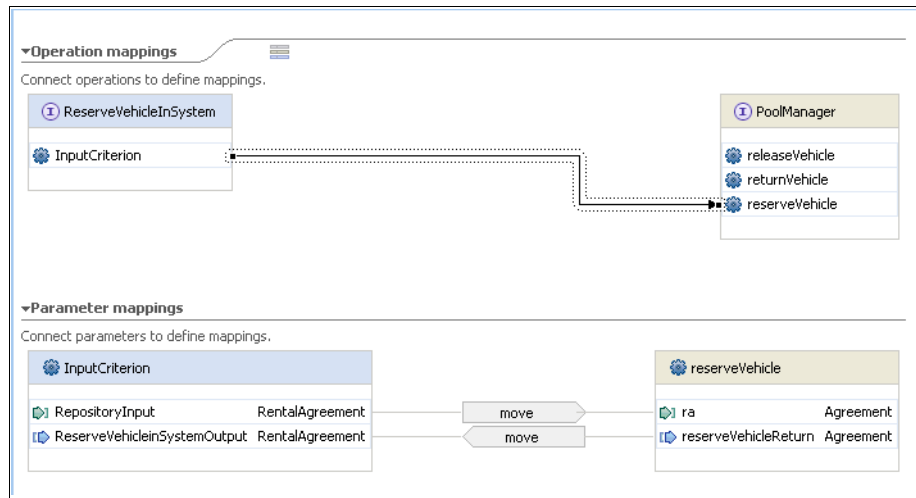 Operation mappings
Connect operations to define mappings.
ReserveVehicleInSystem
PoolManager
InputCriterion
releaseVehicle
returnVehicle
reserveVehicle
Parameter mappings
Connect parameters to define mappings.
InputCriterion
reserveVehicle
RepositoryInput RentalAgreement move ra Agreement
ReserveVehicleinSystemOutput RentalAgreement move reserveVehicleReturn Agreement